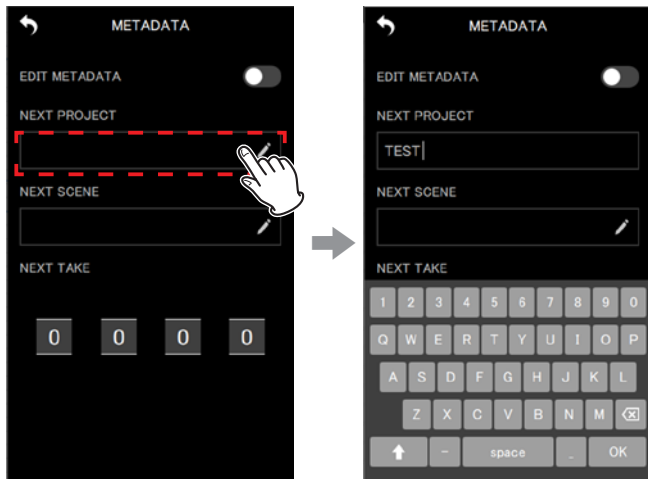 METADATA
EDIT METADATA
NEXT PROJECT
NEXT SCENE
NEXT TAKE
0 0 0 0
METADATA
EDIT METADATA
NEXT PROJECT
TEST
NEXT SCENE
NEXT TAKE
1 2 3 4 5 6 7 8 9 0
Q W E R T Y U I O P
A S D F G H J K L
Z X C V B N M
- space _ OK